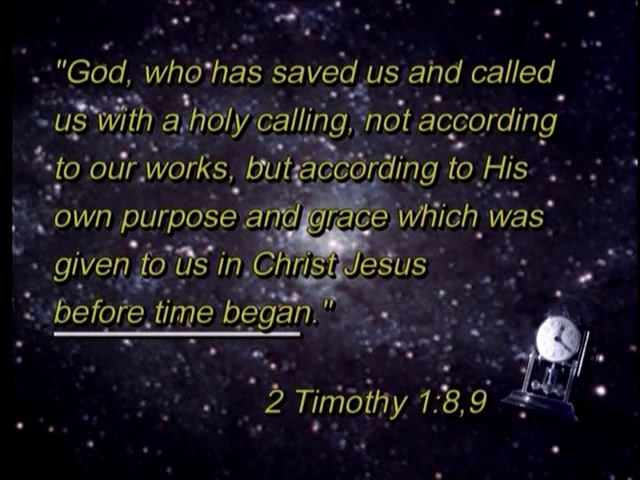 "God, who has saved us and called
us with a holy calling, not according
to our works, but according to His
own purpose and grace which was
given to us in Christ Jesus
before time began."
2 Timothy 1:8,9